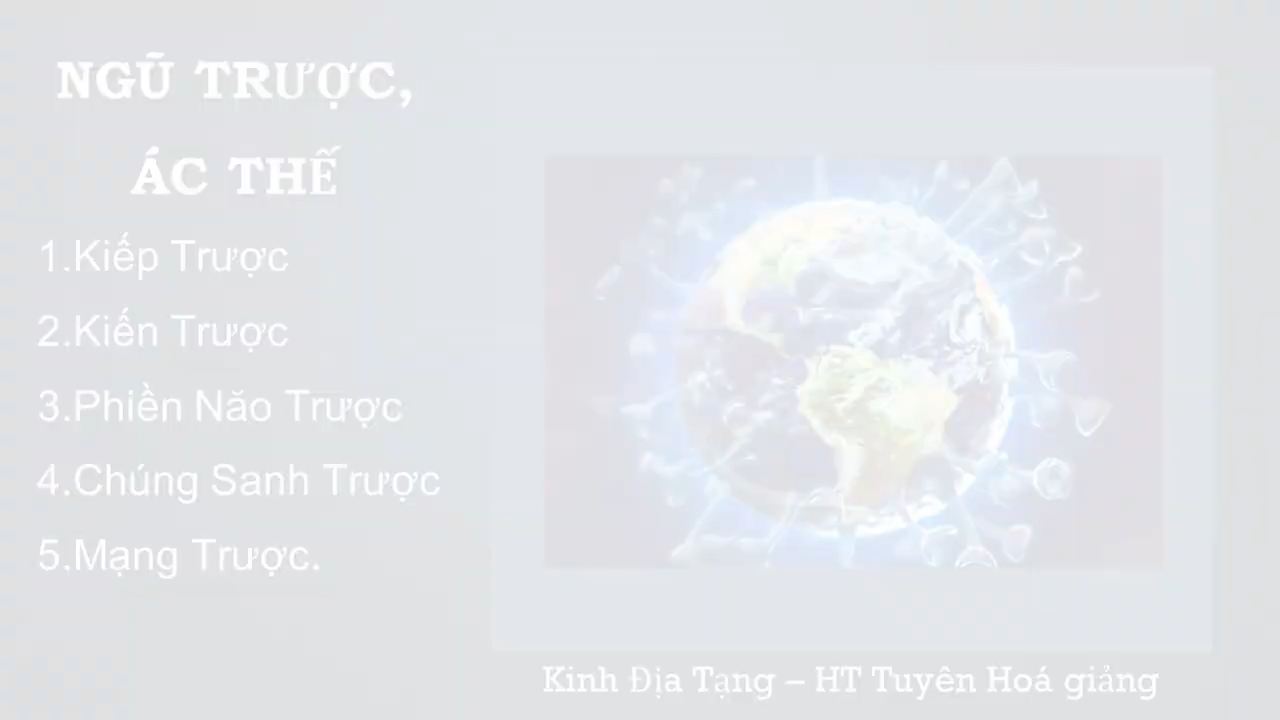 NGŨ TRƯỢC,
ÁC THẾ
1.Kiếp Trược
2.Kiến Trược
3.Phiền Não Trược
4.Chúng Sanh Trược
5.Mạng Trược.
Kinh Địa Tạng – HT Tuyên Hoá giảng